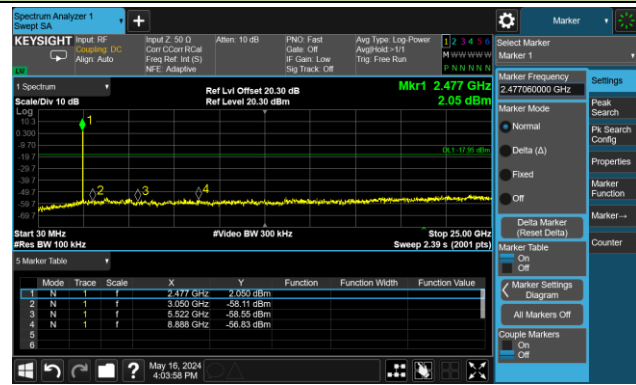 Spectrum Analyzer 1
Swept SA
Marker
KEYSIGHT
Input: RF
Coupling: DC
Align: Auto
Input Z: 50 Ω
Corr CCorr RCal
Freq Ref: Int (S)
NFE: Adaptive
Atten: 10 dB
PNO: Fast
Gate: Off
IF Gain: Low
Sig Track: Off
Avg Type: Log-Power
Avg|Hold:>1/1
Trig: Free Run
1 2 3 4 5 6
M W W W W W
P N N N N N
Select Marker
Marker 1
LW
1 Spectrum
Scale/Div 10 dB
Log
Ref Lvl Offset 20.30 dB
Ref Level 20.30 dBm
Mkr1 2.477 GHz
2.05 dBm
10.3
0.300
-9.70
-19.7
-29.7
-39.7
-49.7
-59.7
-69.7
1
2
3
4
DL1 -17.95 dBm
Start 30 MHz
#Res BW 100 kHz
#Video BW 300 kHz
Stop 25.00 GHz
Sweep 2.39 s (2001 pts)
5 Marker Table
Mode Trace Scale X Y Function Function Width Function Value
1 N 1 f 2.477 GHz 2.050 dBm
2 N 1 f 3.050 GHz -58.11 dBm
3 N 1 f 5.522 GHz -58.55 dBm
4 N 1 f 8.888 GHz -56.83 dBm
5
6
May 16, 2024
4:03:58 PM
Marker Frequency
2.477060000 GHz
Marker Mode
Normal
Delta (Δ)
Fixed
Off
Delta Marker
(Reset Delta)
Marker Table
On
Off
Marker Settings
Diagram
All Markers Off
Couple Markers
On
Off
Settings
Peak
Search
Pk Search
Config
Properties
Marker
Function
Marker→
Counter